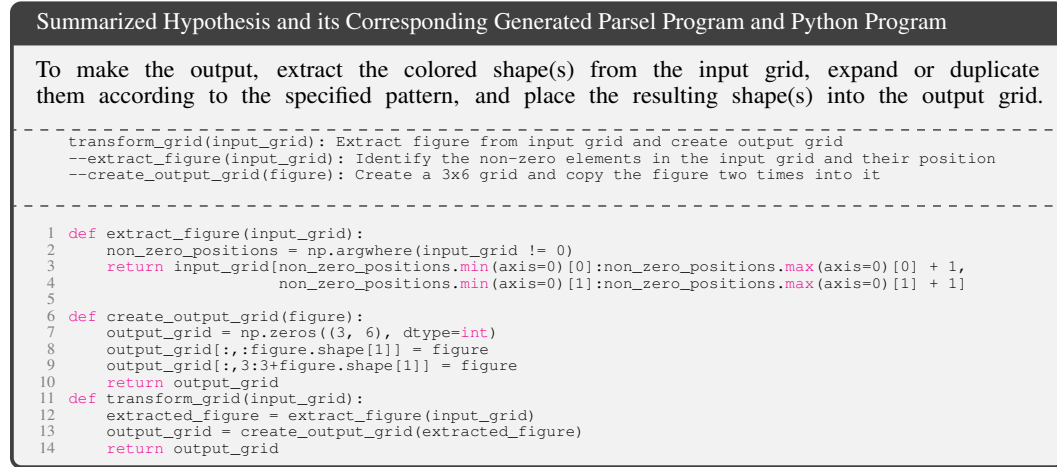 Summarized Hypothesis and its Corresponding Generated Parsel Program and Python Program
To make the output, extract the colored shape(s) from the input grid, expand or duplicate
them according to the specified pattern, and place the resulting shape(s) into the output grid.
transform_grid(input_grid): Extract figure from input grid and create output grid
--extract_figure(input_grid): Identify the non-zero elements in the input grid and their position
--create_output_grid(figure): Create a 3x6 grid and copy the figure two times into it
1 def extract_figure(input_grid):
2     non_zero_positions = np.argwhere(input_grid != 0)
3     return input_grid[non_zero_positions.min(axis=0)[0]:non_zero_positions.max(axis=0)[0] + 1,
4                       non_zero_positions.min(axis=0)[1]:non_zero_positions.max(axis=0)[1] + 1]
5
6 def create_output_grid(figure):
7     output_grid = np.zeros((3, 6), dtype=int)
8     output_grid[:,:figure.shape[1]] = figure
9     output_grid[:,3:3+figure.shape[1]] = figure
10     return output_grid
11 def transform_grid(input_grid):
12     extracted_figure = extract_figure(input_grid)
13     output_grid = create_output_grid(extracted_figure)
14     return output_grid